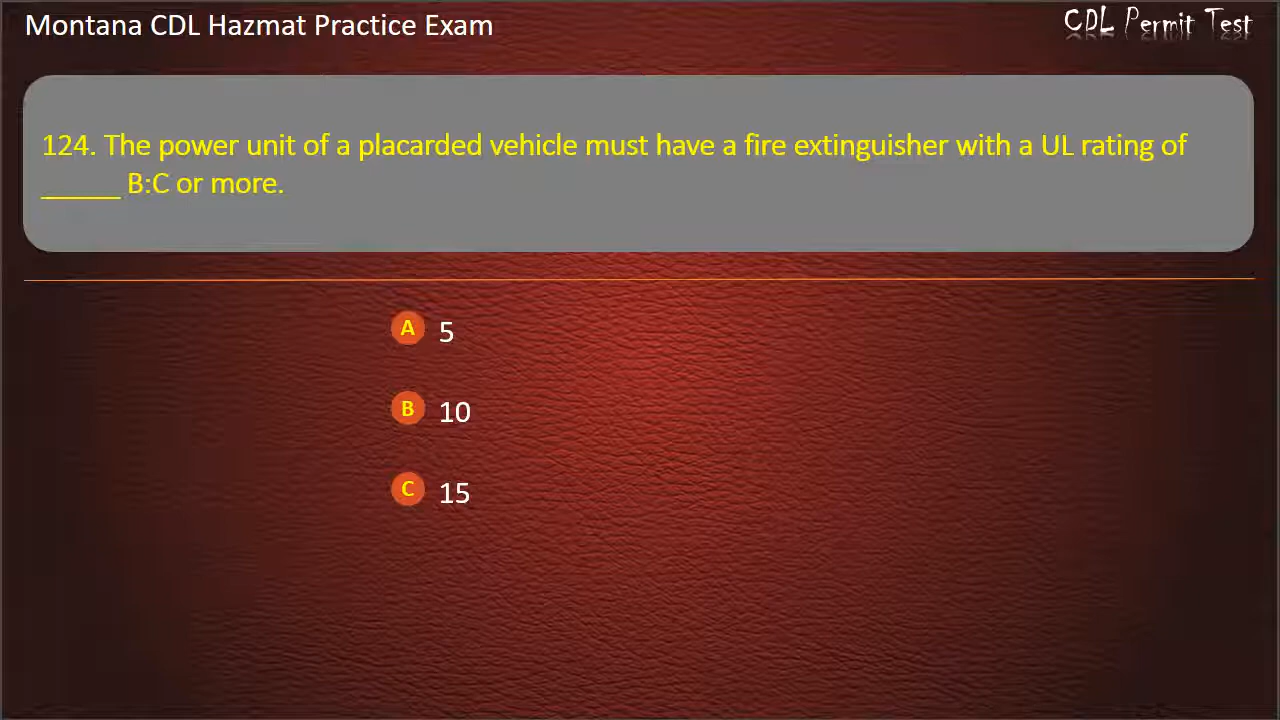 Montana CDL Hazmat Practice Exam
CDL Permit Test
124. The power unit of a placarded vehicle must have a fire extinguisher with a UL rating of
_____ B:C or more.
A 5
B 10
C 15